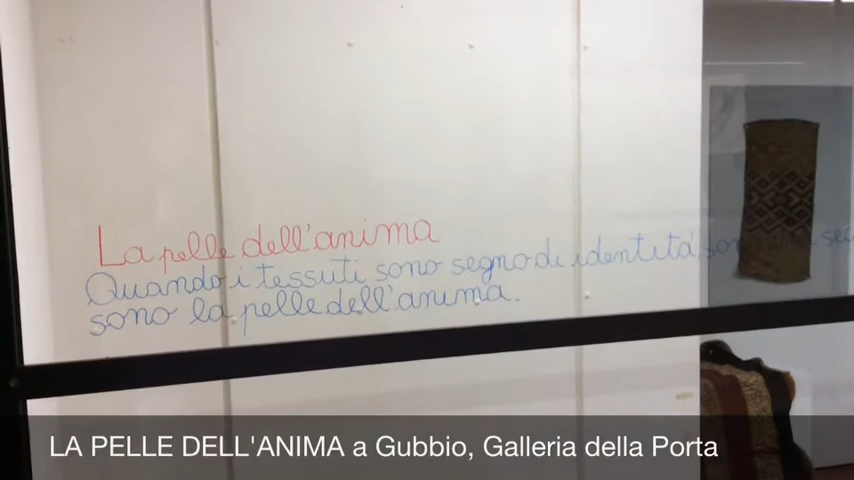 La pelle dell'anima
Quando i tessuti sono segno di identità,
sono la pelle dell'anima.
LA PELLE DELL'ANIMA a Gubbio, Galleria della Porta